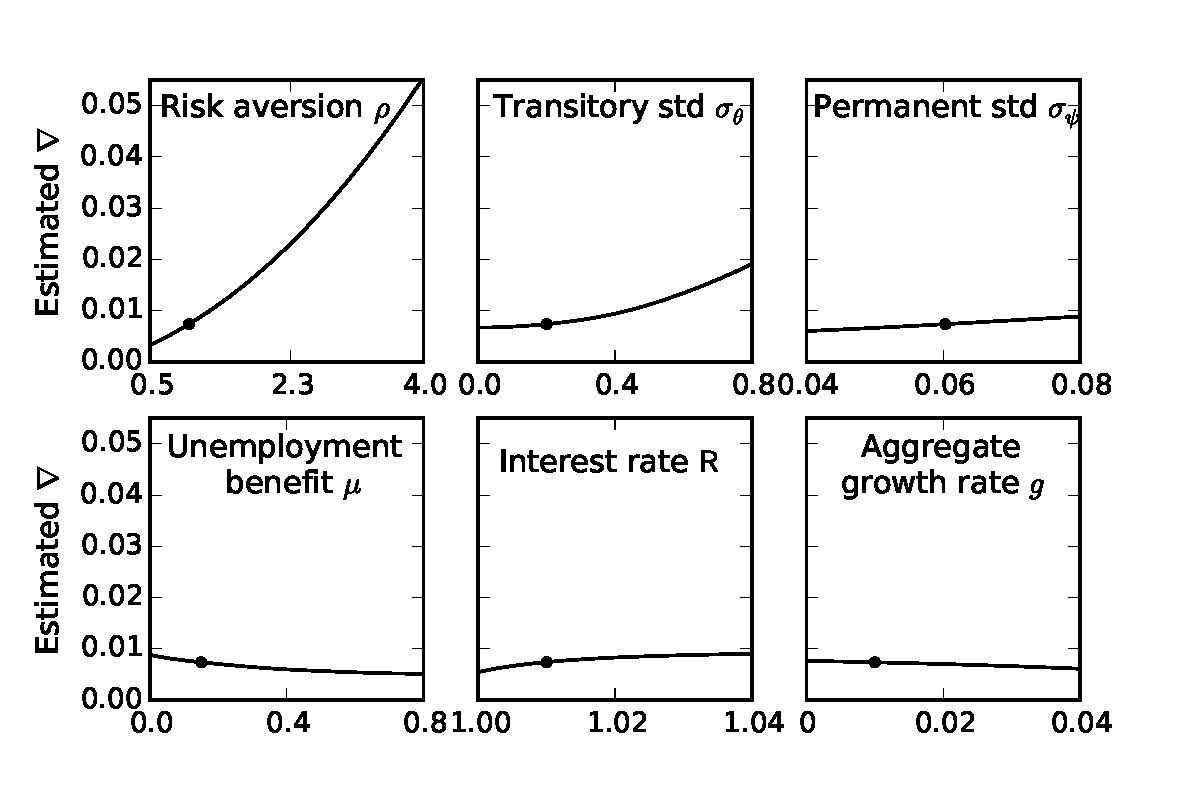 Risk aversion ρ
Transitory std σθ
Permanent std σψ
Estimated ∇
0.05
0.04
0.03
0.02
0.01
0.00
0.5 2.3 4.0
0.0 0.4 0.8
0.04 0.06 0.08
Unemployment
benefit μ
Interest rate R
Aggregate
growth rate g
Estimated ∇
0.05
0.04
0.03
0.02
0.01
0.00
0.0 0.4 0.8
1.00 1.02 1.04
0 0.02 0.04